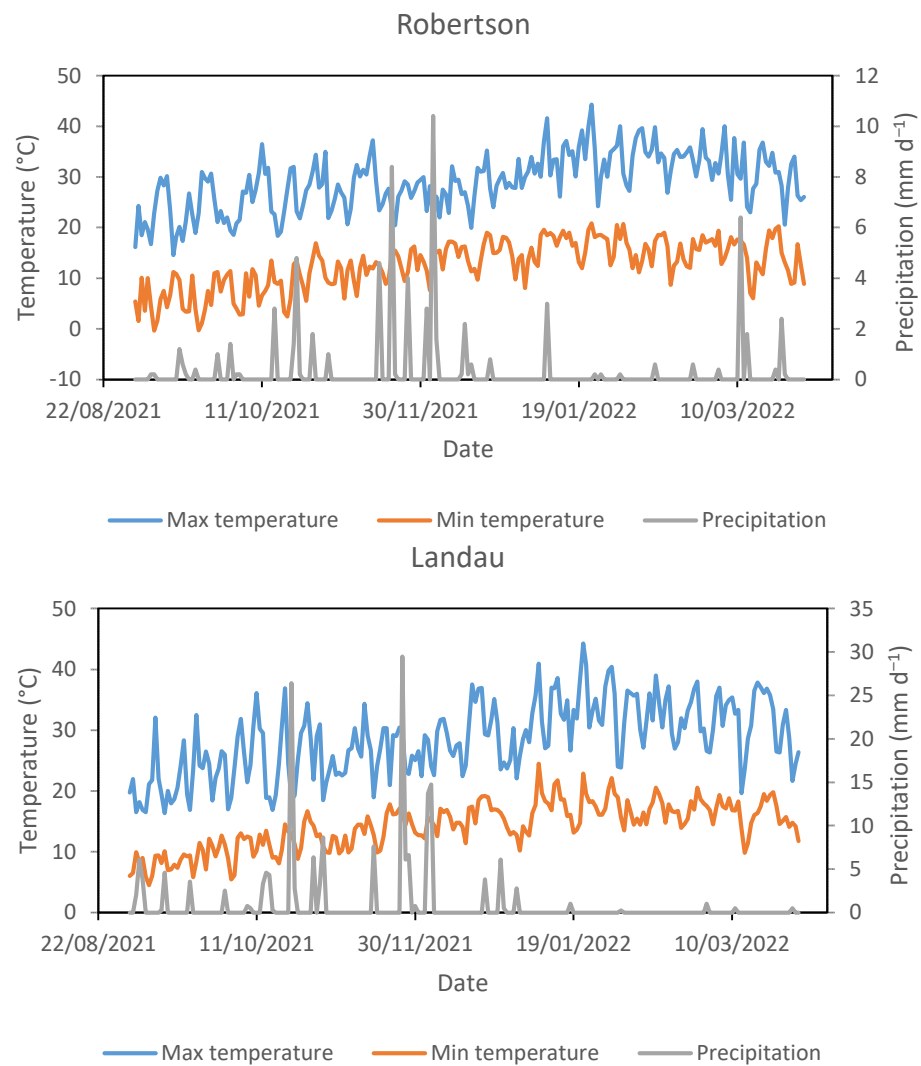 Robertson
50
40
30
20
10
0
-10
Temperature (°C)
12
10
8
6
4
2
0
Precipitation (mm d⁻¹)
22/08/2021 11/10/2021 30/11/2021 19/01/2022 10/03/2022
Date
Max temperature Min temperature Precipitation
Landau
50
40
30
20
10
0
Temperature (°C)
35
30
25
20
15
10
5
0
Precipitation (mm d⁻¹)
22/08/2021 11/10/2021 30/11/2021 19/01/2022 10/03/2022
Date
Max temperature Min temperature Precipitation